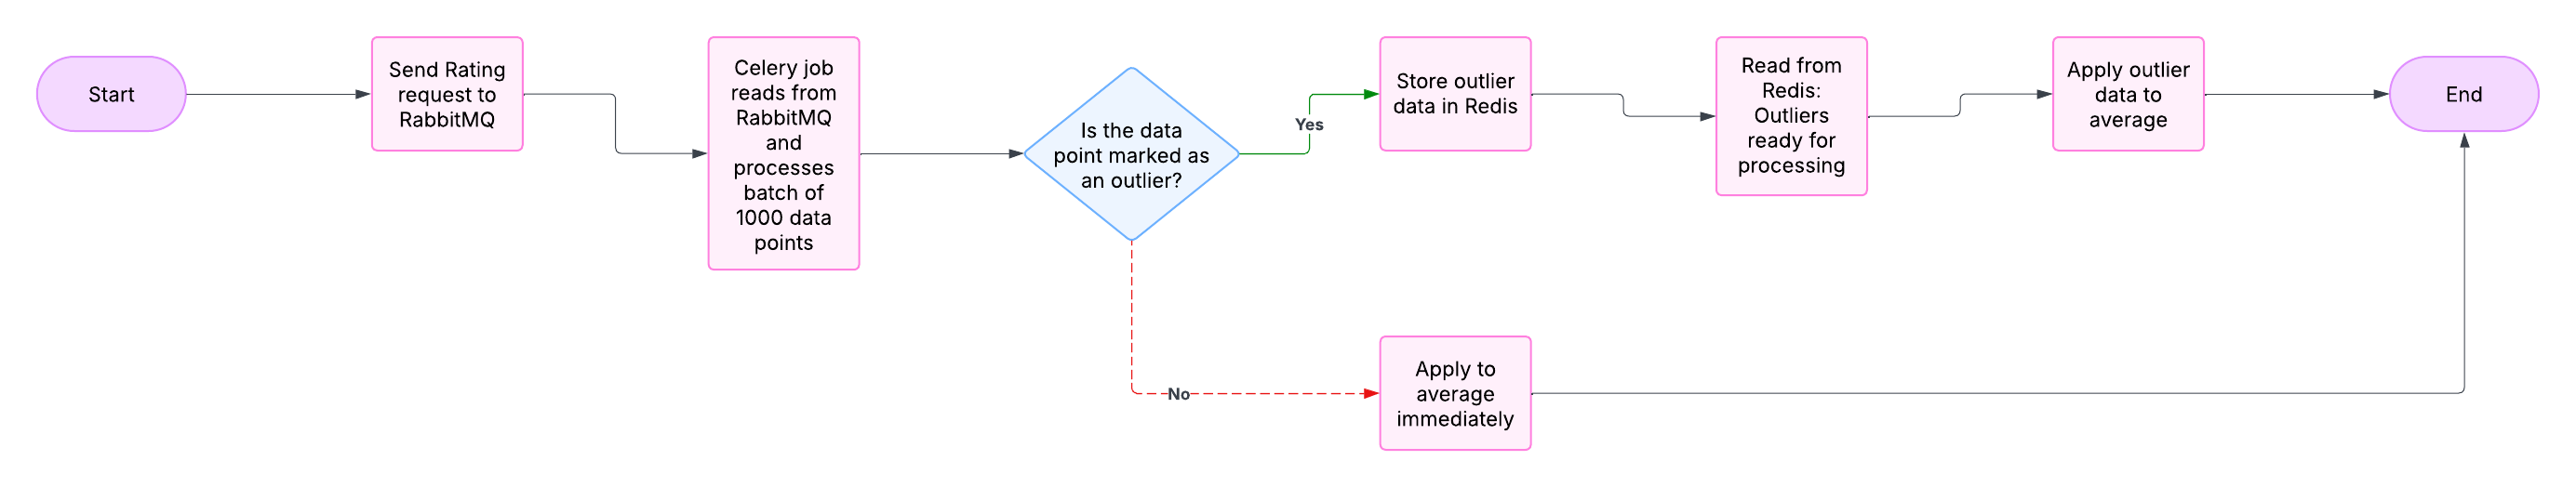 Start
Send Rating
request to
RabbitMQ
Celery job
reads from
RabbitMQ
and
processes
batch of
1000 data
points
Is the data
point marked as
an outlier?
Yes
Store outlier
data in Redis
Read from
Redis:
Outliers
ready for
processing
Apply outlier
data to
average
End
No
Apply to
average
immediately